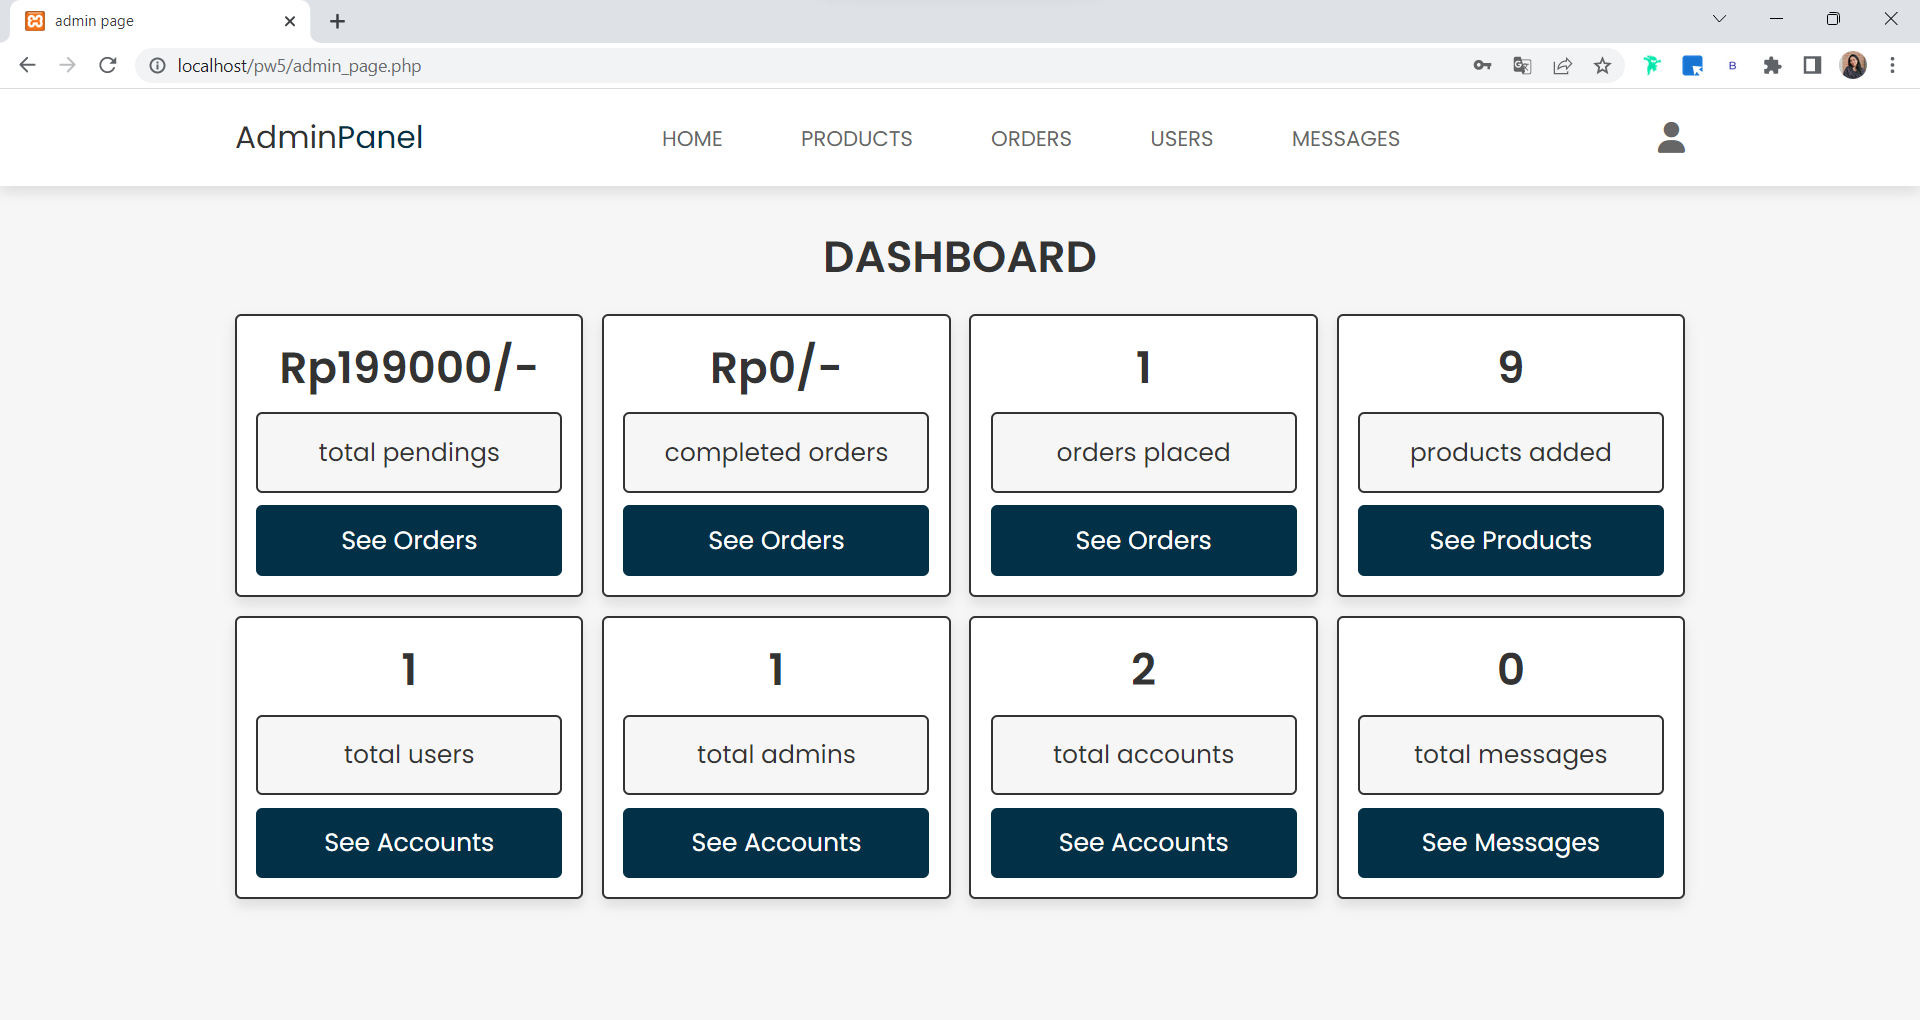 admin page
localhost/pw5/admin_page.php
B
AdminPanel
HOME
PRODUCTS
ORDERS
USERS
MESSAGES
DASHBOARD
Rp199000/-
total pendings
See Orders
Rp0/-
completed orders
See Orders
1
orders placed
See Orders
9
products added
See Products
1
total users
See Accounts
1
total admins
See Accounts
2
total accounts
See Accounts
0
total messages
See Messages